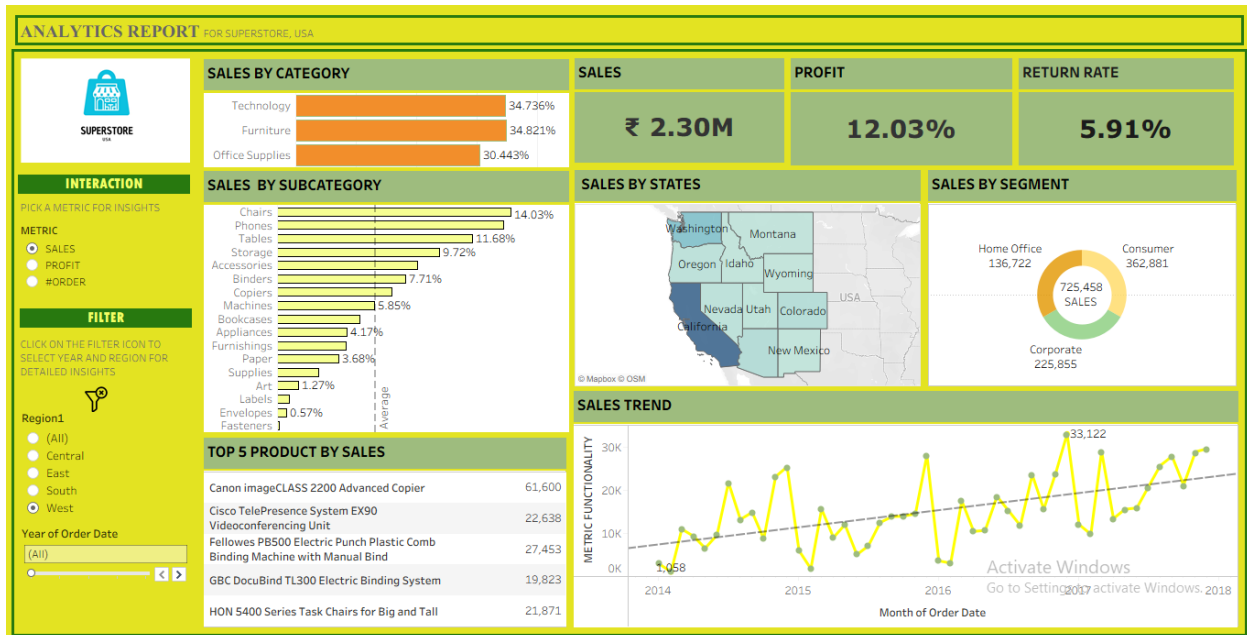 ANALYTICS REPORT FOR SUPERSTORE, USA
SUPERSTORE
USA
INTERACTION
PICK A METRIC FOR INSIGHTS
METRIC
SALES
PROFIT
#ORDER
FILTER
CLICK ON THE FILTER ICON TO
SELECT YEAR AND REGION FOR
DETAILED INSIGHTS
Region1
(All)
Central
East
South
West
Year of Order Date
(All)
SALES BY CATEGORY
Technology 34.736%
Furniture 34.821%
Office Supplies 30.443%
SALES BY SUBCATEGORY
Chairs 14.03%
Phones
Tables 11.68%
Storage 9.72%
Accessories
Binders 7.71%
Copiers
Machines 5.85%
Bookcases
Appliances 4.17%
Furnishings
Paper 3.68%
Supplies
Art 1.27%
Labels
Envelopes 0.57%
Fasteners
Average
TOP 5 PRODUCT BY SALES
Canon imageCLASS 2200 Advanced Copier 61,600
Cisco TelePresence System EX90
Videoconferencing Unit 22,638
Fellowes PB500 Electric Punch Plastic Comb
Binding Machine with Manual Bind 27,453
GBC DocuBind TL300 Electric Binding System 19,823
HON 5400 Series Task Chairs for Big and Tall 21,871
SALES
₹ 2.30M
PROFIT
12.03%
RETURN RATE
5.91%
SALES BY STATES
Washington
Montana
Oregon
Idaho
Wyoming
Nevada
Utah
Colorado
California
New Mexico
USA
© Mapbox © OSM
SALES BY SEGMENT
Home Office
136,722
Consumer
362,881
725,458
SALES
Corporate
225,855
SALES TREND
METRIC FUNCTIONALITY
30K
20K
10K
0K
33,122
1,058
2014 2015 2016 2017 2018
Month of Order Date
Activate Windows
Go to Settings to activate Windows.